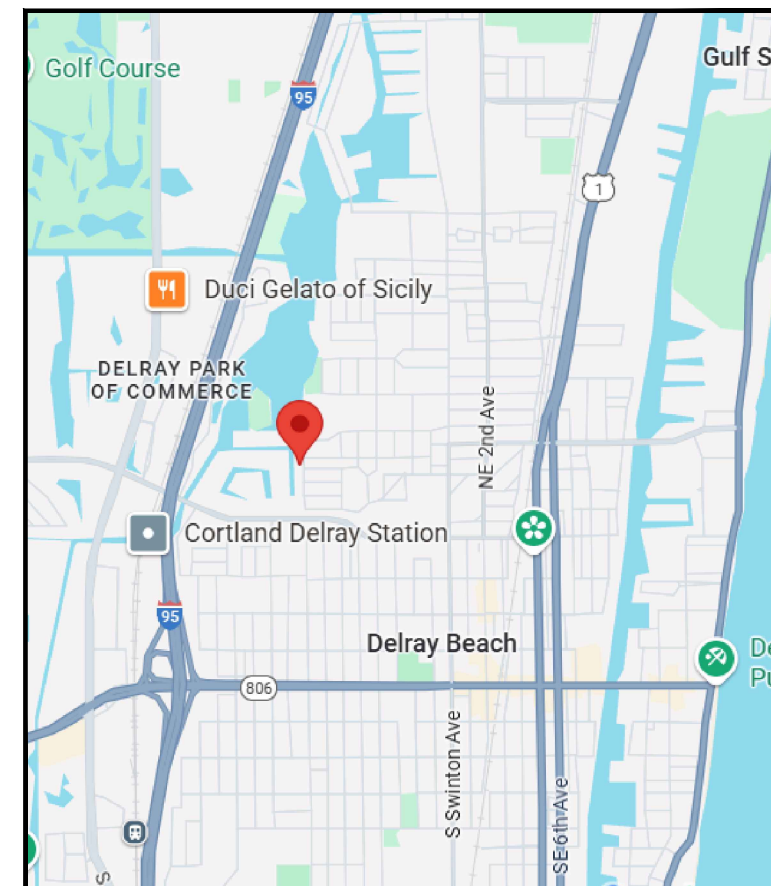 Gulf S
Golf Course
95
1
Duci Gelato of Sicily
DELRAY PARK
OF COMMERCE
NE 2nd Ave
Cortland Delray Station
95
Delray Beach
De
Pu
806
S Swinton Ave
SE 6th Ave
S